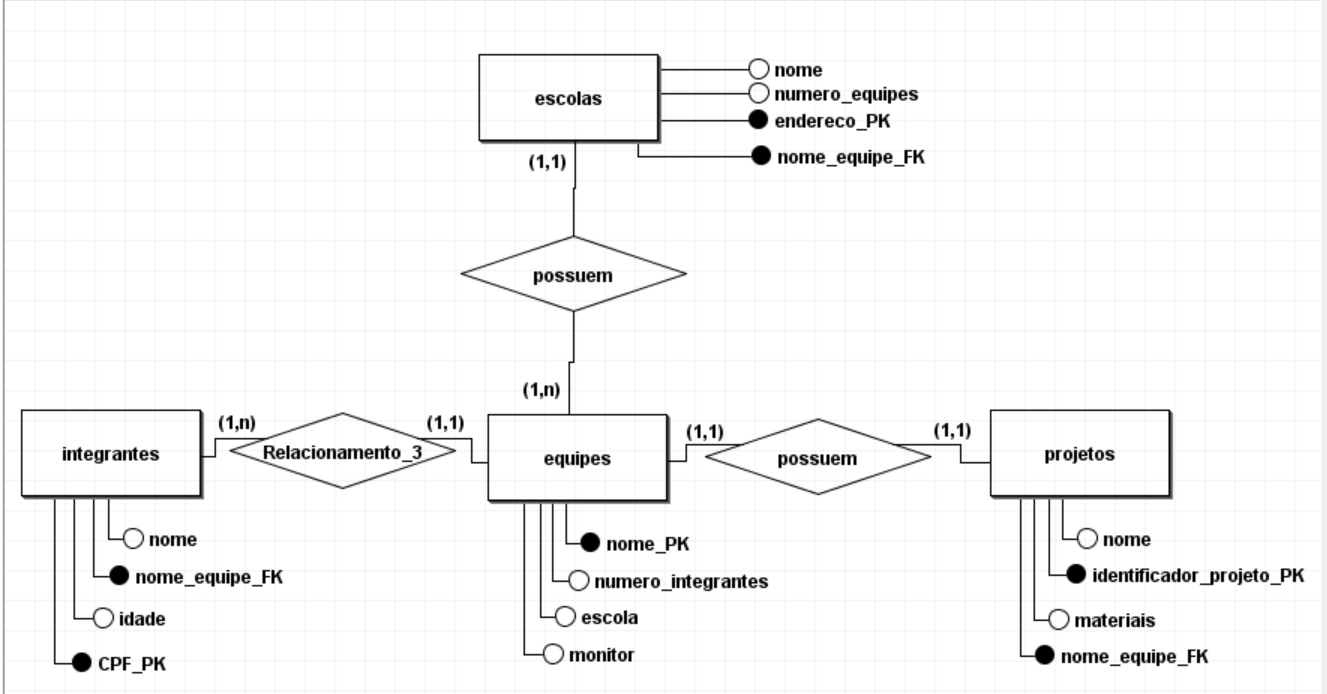 escolas
nome
numero_equipes
endereco_PK
nome_equipe_FK
(1,1)
possuem
(1,n)
integrantes
(1,n)
Relacionamento_3
(1,1)
equipes
(1,1)
possuem
(1,1)
projetos
nome
nome_equipe_FK
idade
CPF_PK
nome_PK
numero_integrantes
escola
monitor
nome
identificador_projeto_PK
materiais
nome_equipe_FK